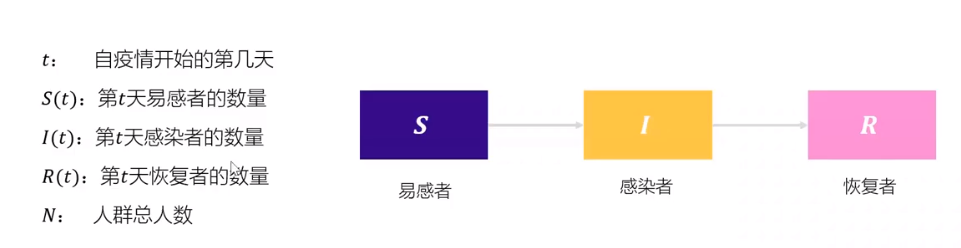 t： 自疫情开始的第几天
S(t)：第t天易感者的数量
I(t)：第t天感染者的数量
R(t)：第t天恢复者的数量
N： 人群总人数
S
I
R
易感者
感染者
恢复者